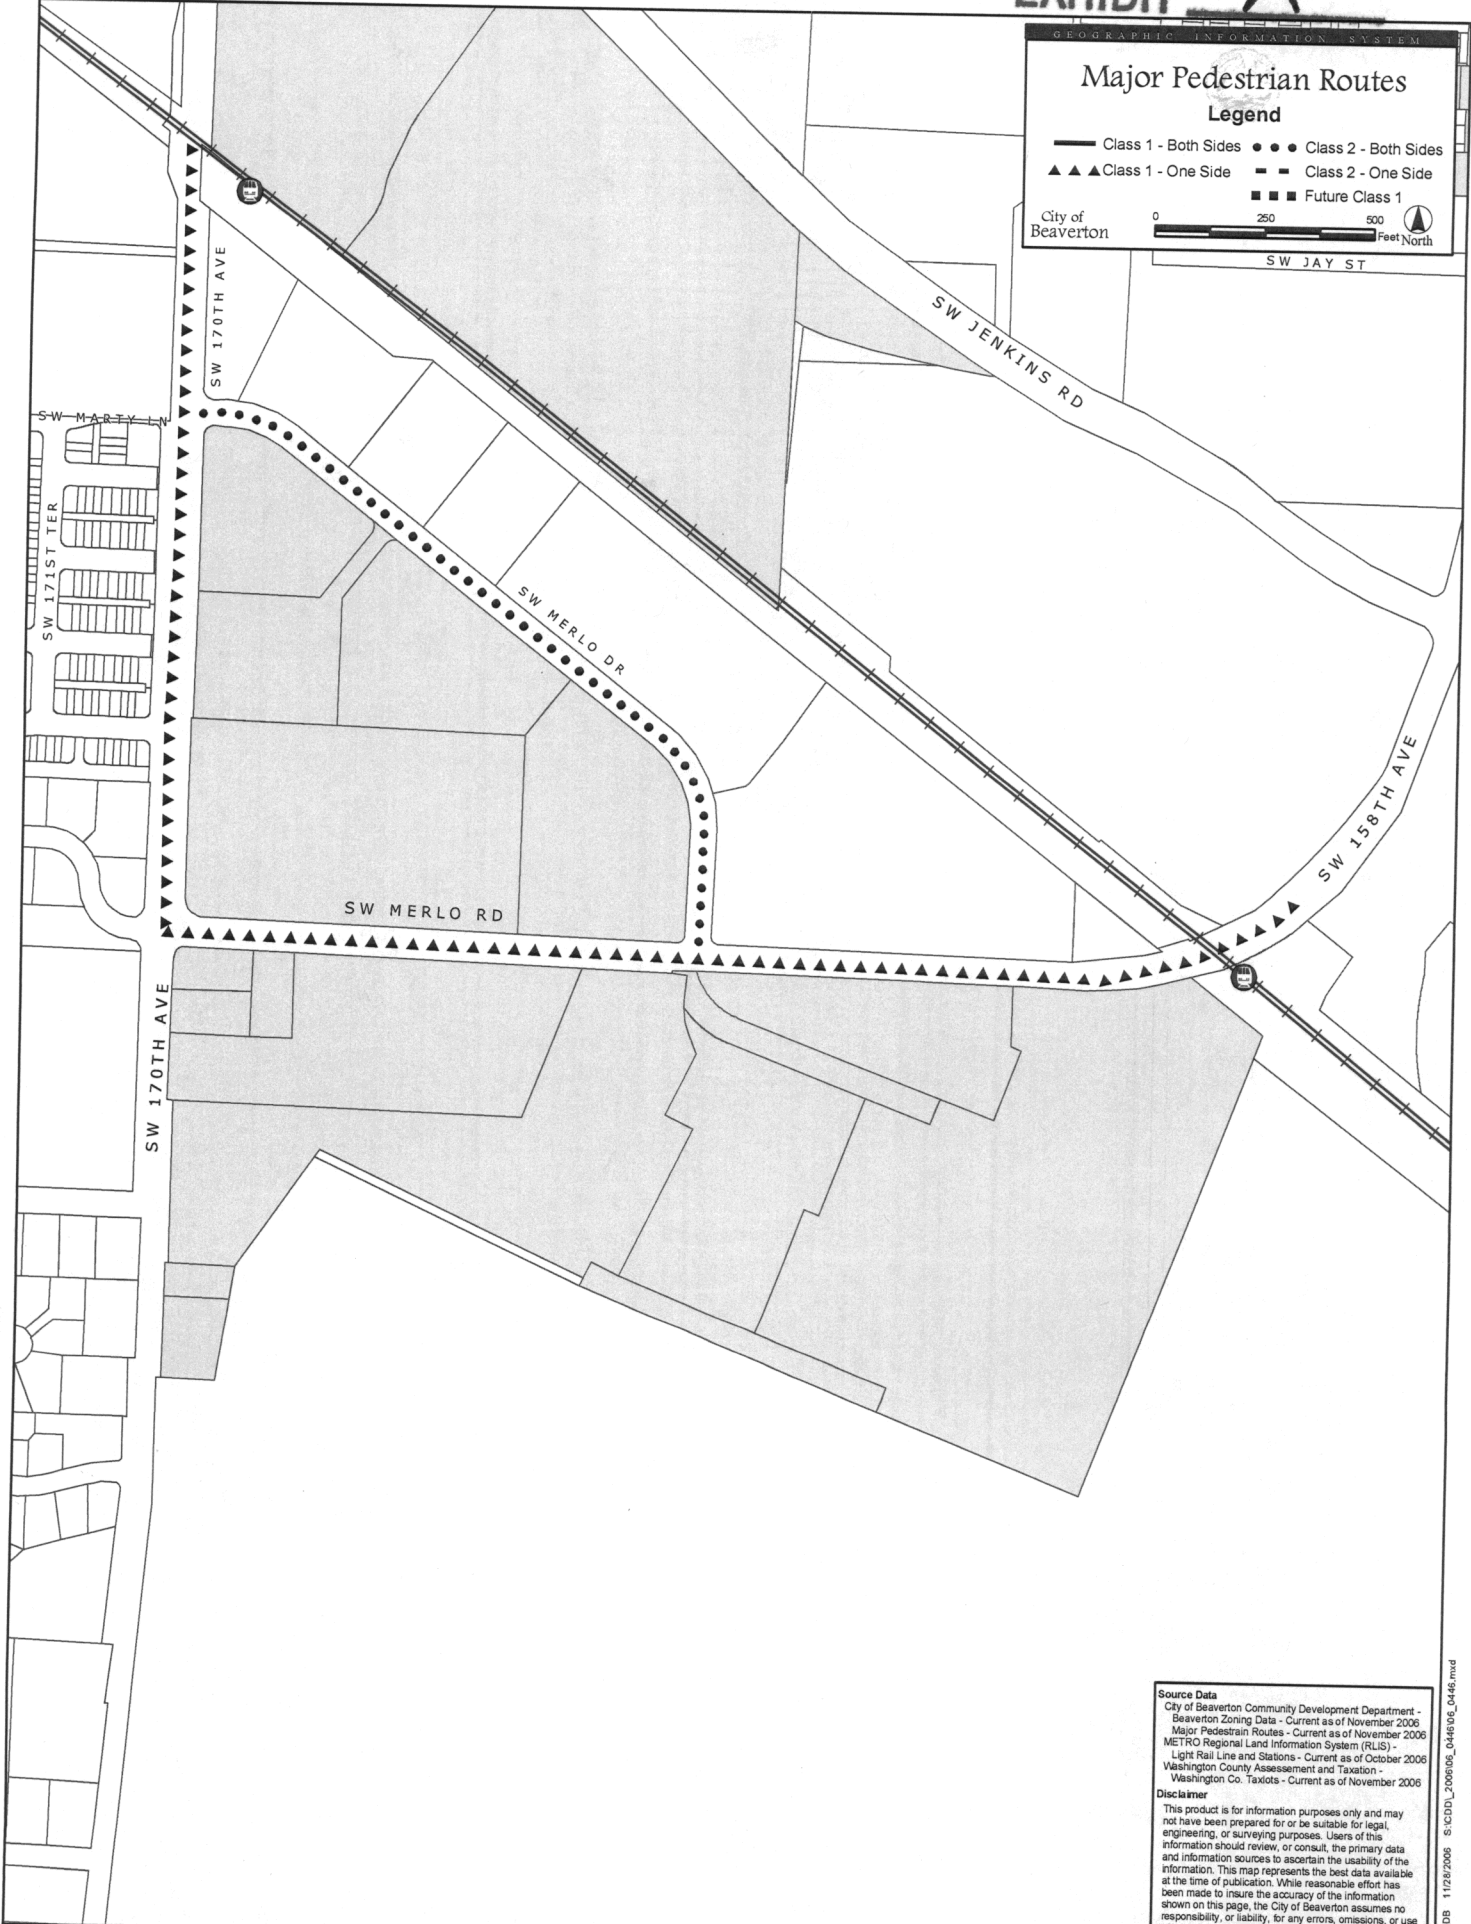 EXHIBIT
GEOGRAPHIC INFORMATION SYSTEM
Major Pedestrian Routes
Legend
Class 1 - Both Sides
Class 2 - Both Sides
Class 1 - One Side
Class 2 - One Side
Future Class 1
City of
Beaverton
0 250 500
Feet
North
SW JAY ST
SW JENKINS RD
SW 170TH AVE
SW MARTY LN
SW 171ST TER
SW MERLO DR
SW 158TH AVE
SW MERLO RD
SW 170TH AVE
Source Data
City of Beaverton Community Development Department -
Beaverton Zoning Data - Current as of November 2006
Major Pedestrain Routes - Current as of November 2006
METRO Regional Land Information System (RLIS) -
Light Rail Line and Stations - Current as of October 2006
Washington County Assessement and Taxation -
Washington Co. Taxlots - Current as of November 2006
Disclaimer
This product is for information purposes only and may
not have been prepared for or be suitable for legal,
engineering, or surveying purposes. Users of this
information should review, or consult, the primary data
and information sources to ascertain the usability of the
information. This map represents the best data available
at the time of publication. While reasonable effort has
been made to insure the accuracy of the information
shown on this page, the City of Beaverton assumes no
responsibility, or liability, for any errors, omissions, or use
DB 11/28/2006 S:\CDD\_2006\06_0446\06_0446.mxd